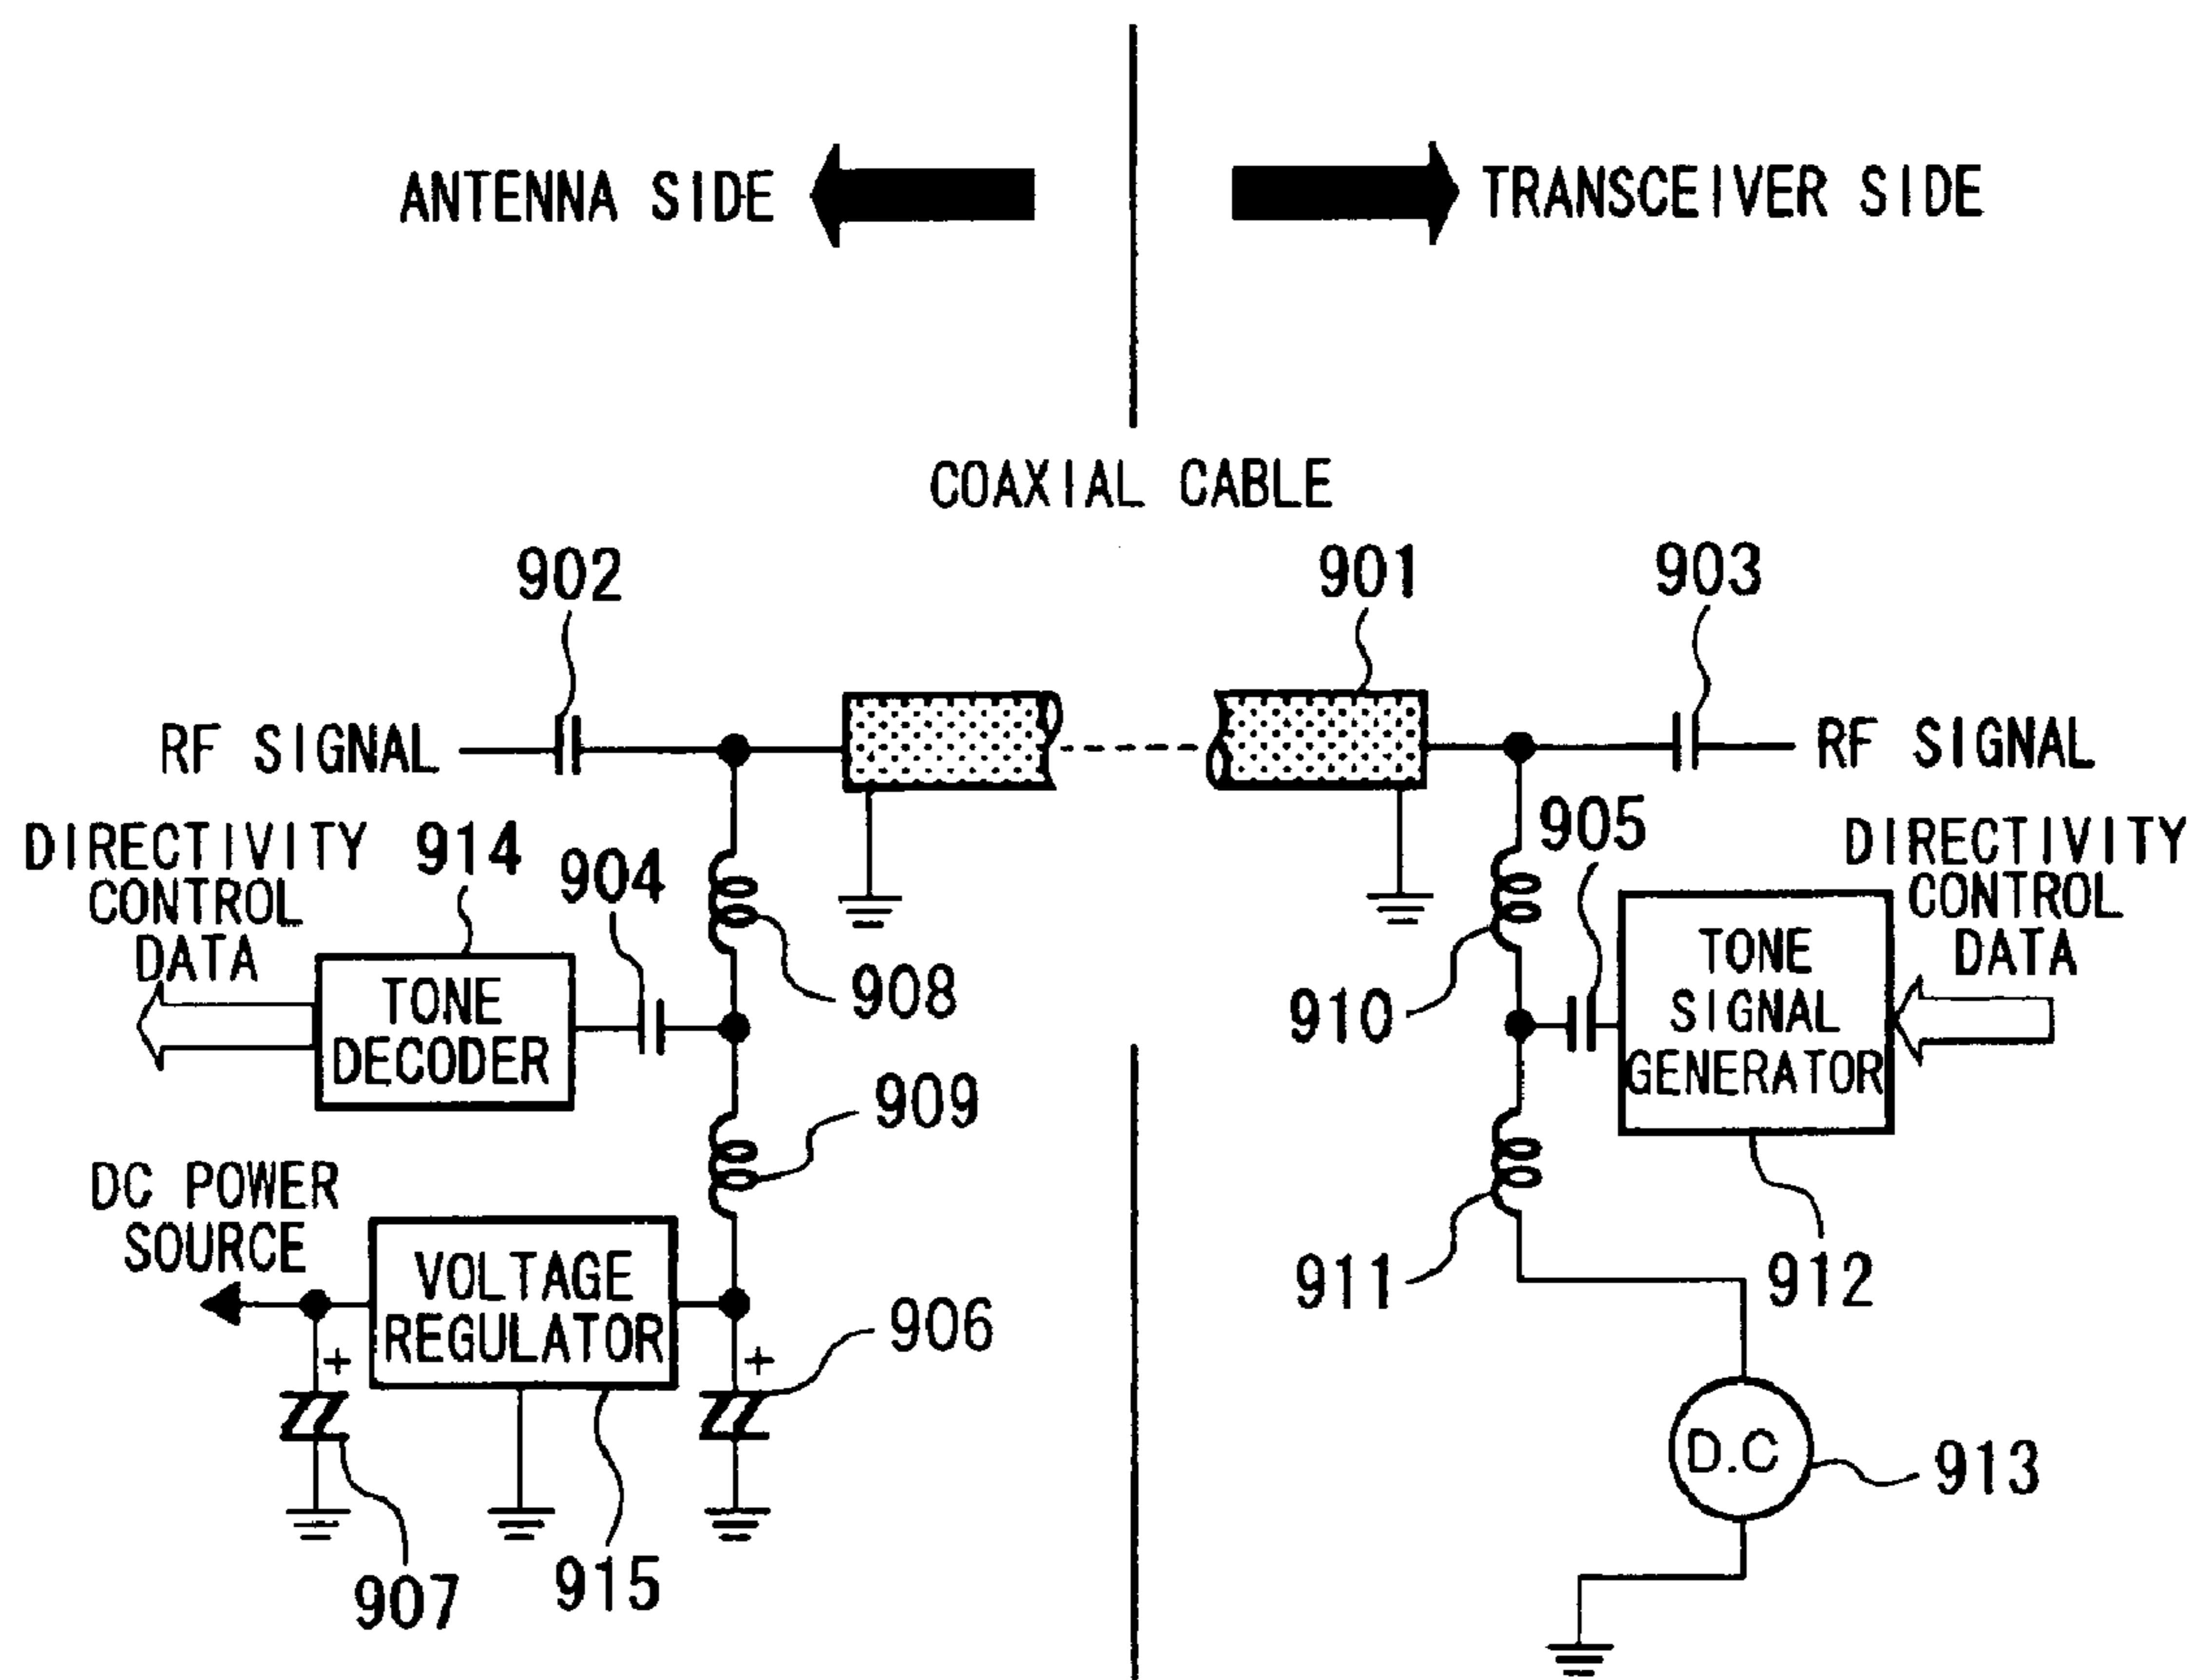 ANTENNA SIDE
TRANSCEIVER SIDE
COAXIAL CABLE
902
901
903
RF SIGNAL
RF SIGNAL
905
DIRECTIVITY
CONTROL
DATA
914
904
DIRECTIVITY
CONTROL
DATA
908
910
TONE
DECODER
TONE
SIGNAL
GENERATOR
909
DC POWER
SOURCE
VOLTAGE
REGULATOR
911
912
906
+
+
D.C
913
907
915